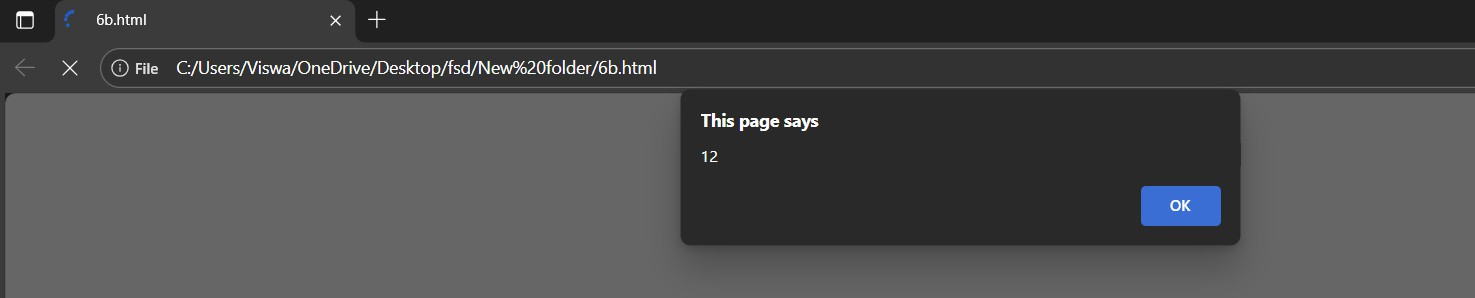 6b.html
File C:/Users/Viswa/OneDrive/Desktop/fsd/New%20folder/6b.html
This page says
12
OK